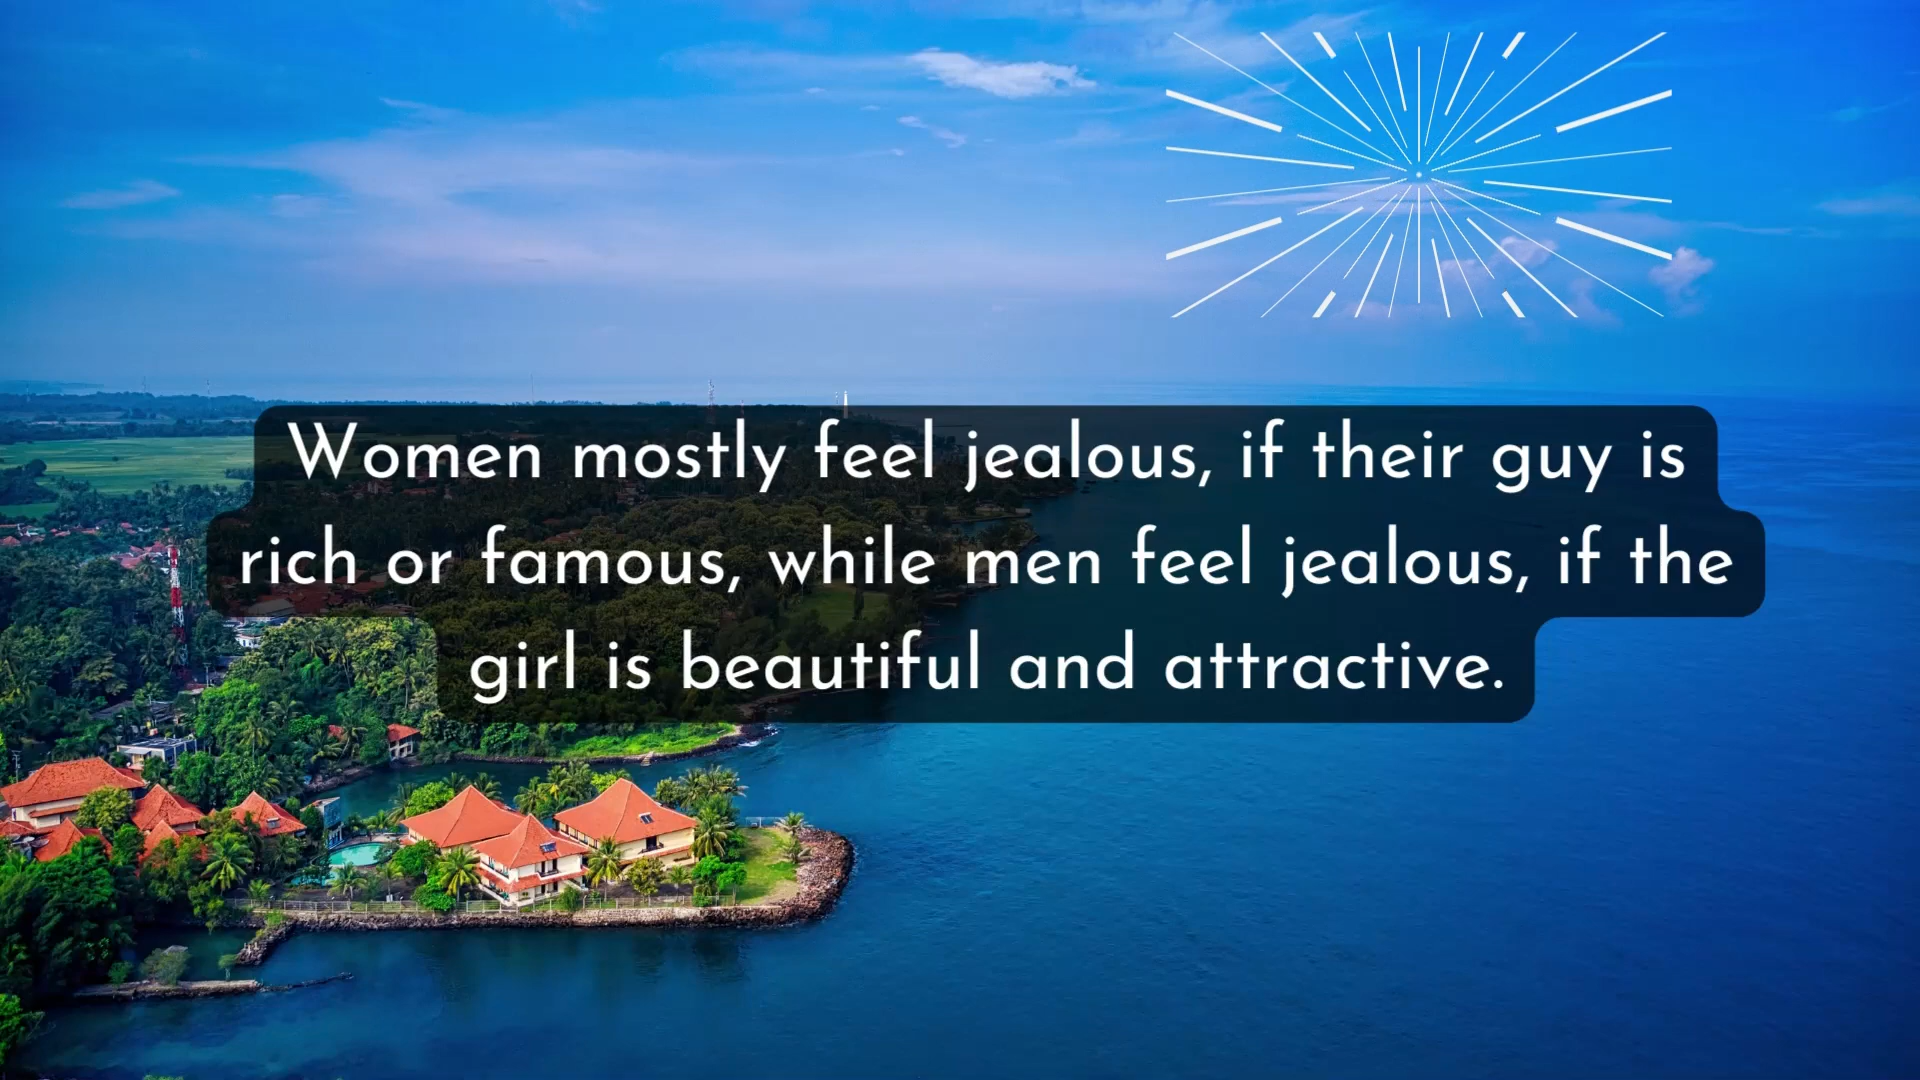 Women mostly feel jealous, if their guy is
rich or famous, while men feel jealous, if the
girl is beautiful and attractive.